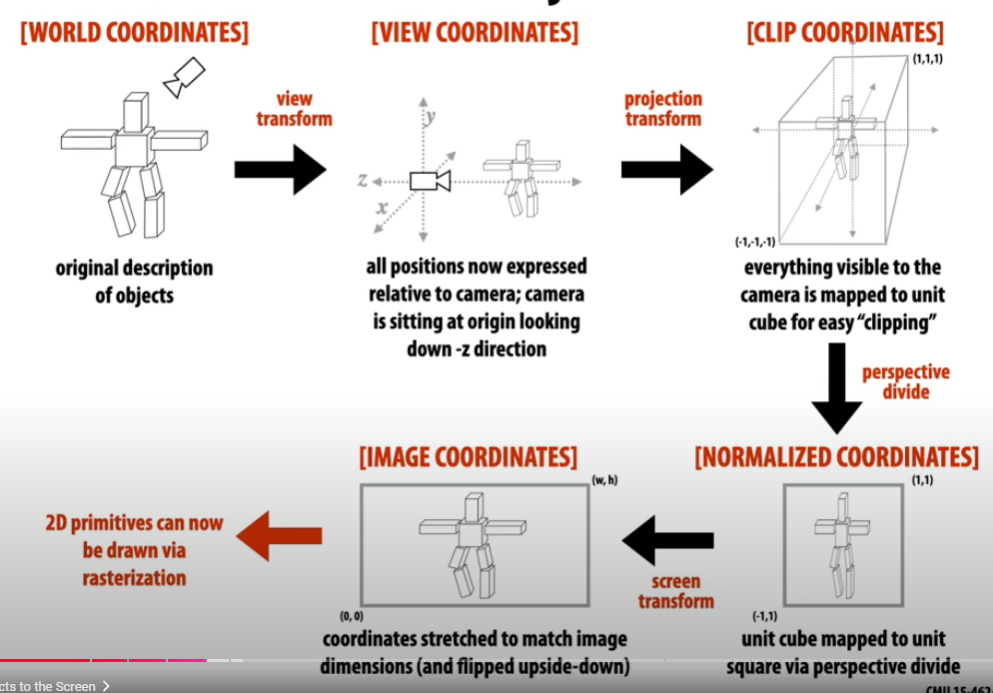 [WORLD COORDINATES]
[VIEW COORDINATES]
[CLIP COORDINATES]
(1,1,1)
view
transform
projection
transform
y
z
x
(-1,-1,-1)
original description
of objects
all positions now expressed
relative to camera; camera
is sitting at origin looking
down -z direction
everything visible to the
camera is mapped to unit
cube for easy “clipping”
perspective
divide
[IMAGE COORDINATES]
[NORMALIZED COORDINATES]
(w, h)
(1,1)
2D primitives can now
be drawn via
rasterization
screen
transform
(0, 0)
(-1,1)
coordinates stretched to match image
dimensions (and flipped upside-down)
unit cube mapped to unit
square via perspective divide
cts to the Screen >